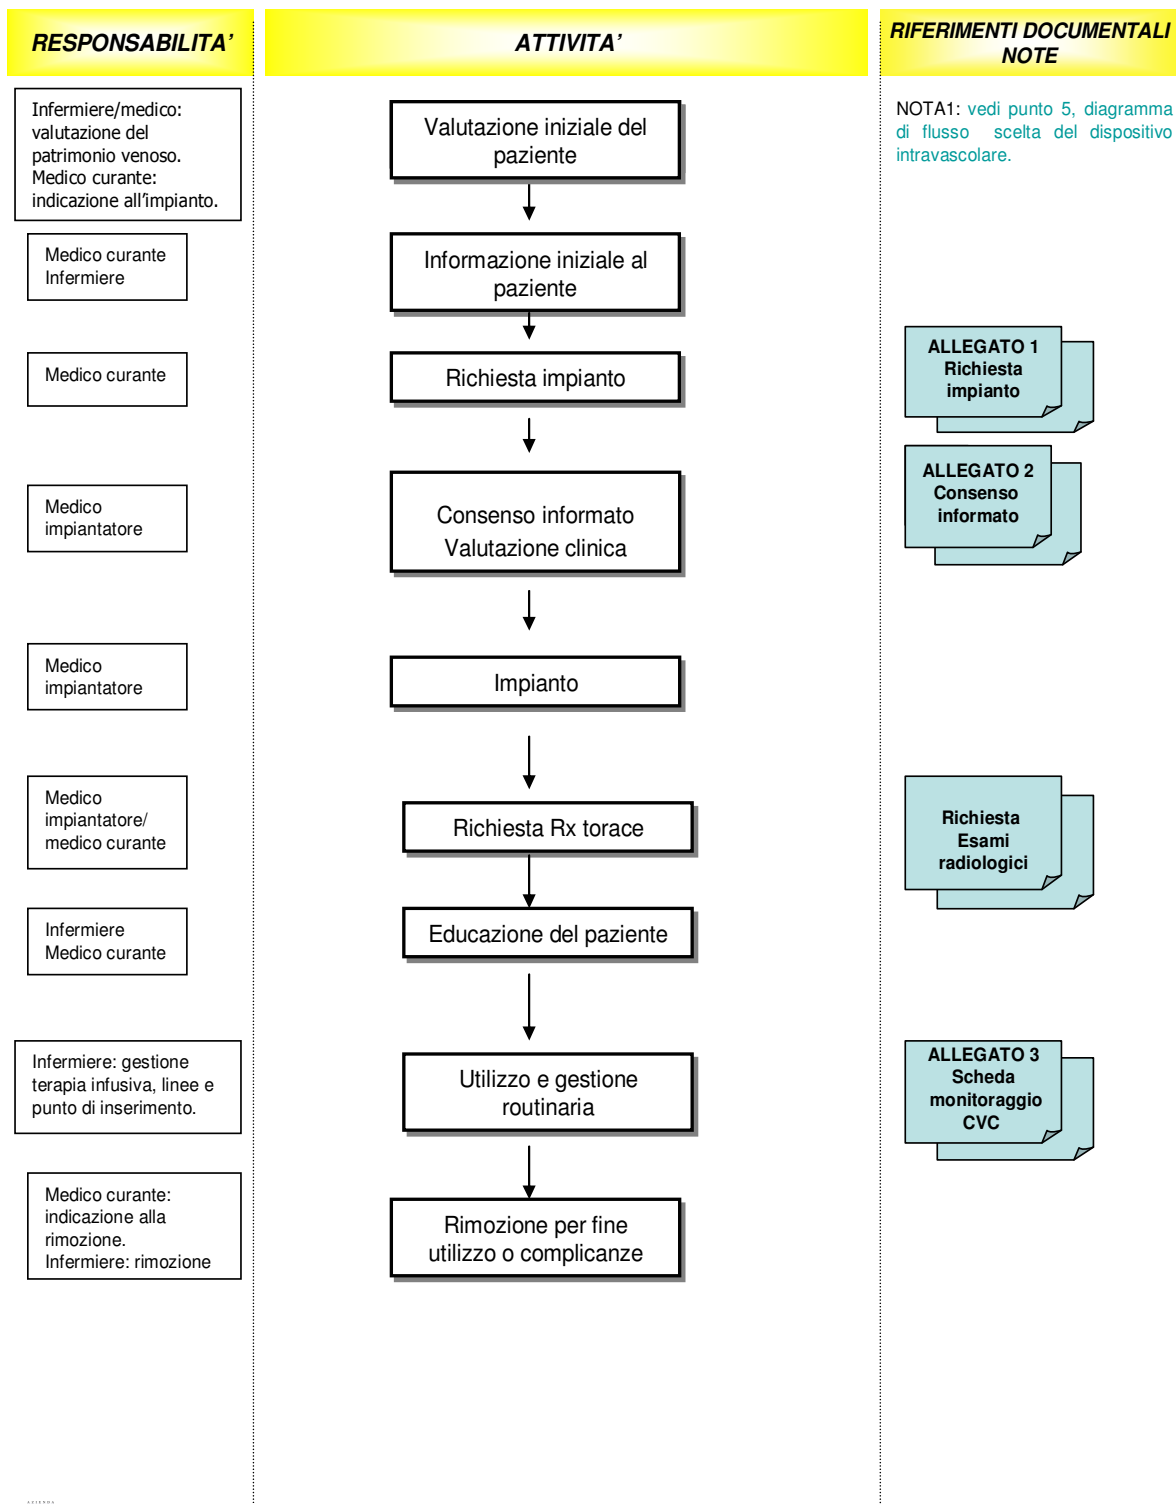 RESPONSABILITA’
ATTIVITA’
RIFERIMENTI DOCUMENTALI
NOTE
Infermiere/medico:
valutazione del
patrimonio venoso.
Medico curante:
indicazione all’impianto.
Valutazione iniziale del
paziente
NOTA1: vedi punto 5, diagramma
di flusso scelta del dispositivo
intravascolare.
Medico curante
Infermiere
Informazione iniziale al
paziente
Medico curante
Richiesta impianto
ALLEGATO 1
Richiesta
impianto
Medico
impiantatore
Consenso informato
Valutazione clinica
ALLEGATO 2
Consenso
informato
Medico
impiantatore
Impianto
Medico
impiantatore/
medico curante
Richiesta Rx torace
Richiesta
Esami
radiologici
Infermiere
Medico curante
Educazione del paziente
Infermiere: gestione
terapia infusiva, linee e
punto di inserimento.
Utilizzo e gestione
routinaria
ALLEGATO 3
Scheda
monitoraggio
CVC
Medico curante:
indicazione alla
rimozione.
Infermiere: rimozione
Rimozione per fine
utilizzo o complicanze
AZIENDA